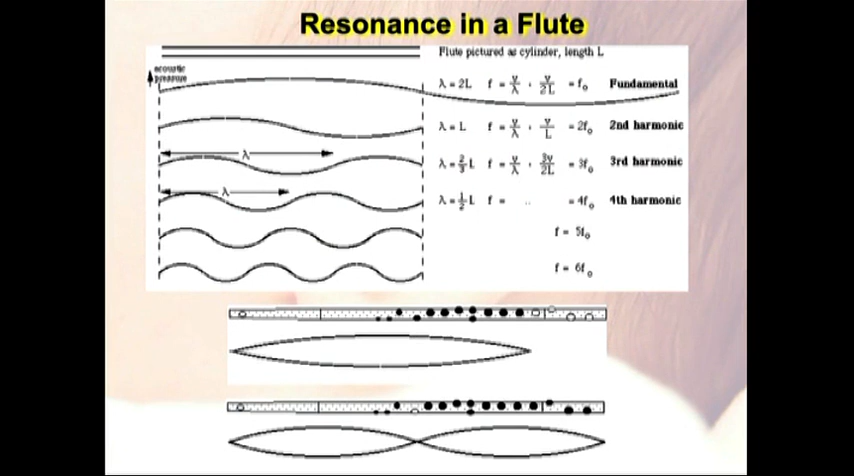 Resonance in a Flute
Flute pictured as cylinder, length L
acoustic
pressure
λ = 2L f = v/λ , v/2L = f₀ Fundamental
λ = L f = v/λ , v/L = 2f₀ 2nd harmonic
λ
λ = 2/3 L f = v/λ , 3v/2L = 3f₀ 3rd harmonic
λ
λ = 1/2 L f = .. = 4f₀ 4th harmonic
f = 5f₀
f = 6f₀